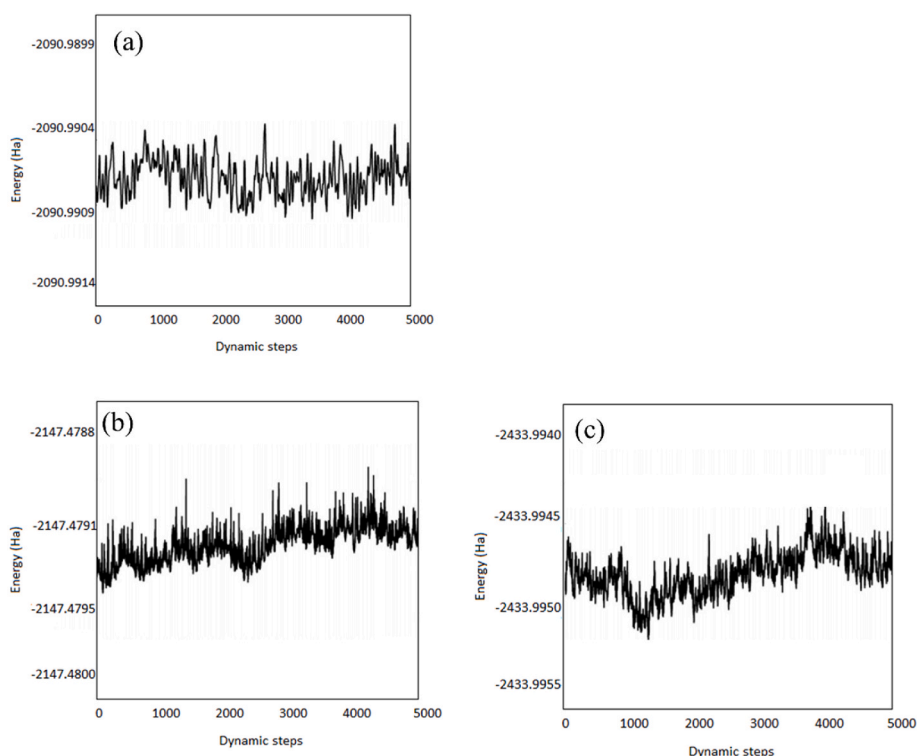 (a)
-2090.9899
-2090.9904
-2090.9909
-2090.9914
Energy (Ha)
0 1000 2000 3000 4000 5000
Dynamic steps
(b)
-2147.4788
-2147.4791
-2147.4795
-2147.4800
Energy (Ha)
0 1000 2000 3000 4000 5000
Dynamic steps
(c)
-2433.9940
-2433.9945
-2433.9950
-2433.9955
Energy (Ha)
0 1000 2000 3000 4000 5000
Dynamic steps